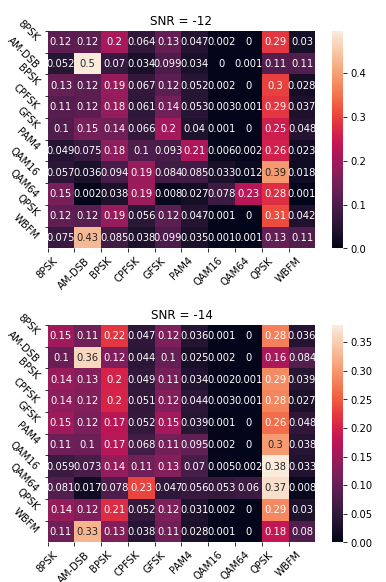 SNR = -12
8PSK 0.12 0.12 0.2 0.064 0.13 0.047 0.002 0 0.29 0.03
AM-DSB 0.052 0.5 0.07 0.034 0.099 0.034 0 0.001 0.11 0.11
BPSK 0.13 0.12 0.19 0.067 0.12 0.052 0.002 0 0.3 0.028
CPFSK 0.11 0.12 0.18 0.061 0.14 0.053 0.003 0.001 0.29 0.037
GFSK 0.1 0.15 0.14 0.066 0.2 0.04 0.001 0 0.25 0.048
PAM4 0.049 0.075 0.18 0.1 0.093 0.21 0.006 0.002 0.26 0.023
QAM16 0.057 0.036 0.094 0.19 0.084 0.085 0.033 0.012 0.39 0.018
QAM64 0.15 0.002 0.038 0.19 0.008 0.027 0.078 0.23 0.28 0.001
QPSK 0.12 0.12 0.19 0.056 0.12 0.047 0.001 0 0.31 0.042
WBFM 0.075 0.43 0.085 0.038 0.099 0.035 0.001 0.001 0.13 0.11
8PSK AM-DSB BPSK CPFSK GFSK PAM4 QAM16 QAM64 QPSK WBFM
0.4
0.3
0.2
0.1
0.0
SNR = -14
8PSK 0.15 0.11 0.22 0.047 0.12 0.036 0.001 0 0.28 0.036
AM-DSB 0.1 0.36 0.12 0.044 0.1 0.025 0.002 0 0.16 0.084
BPSK 0.14 0.13 0.2 0.049 0.11 0.034 0.002 0.001 0.29 0.039
CPFSK 0.14 0.12 0.2 0.051 0.12 0.044 0.003 0.001 0.28 0.027
GFSK 0.15 0.12 0.17 0.052 0.15 0.039 0.001 0 0.26 0.048
PAM4 0.11 0.1 0.17 0.068 0.11 0.095 0.002 0 0.3 0.038
QAM16 0.059 0.073 0.14 0.11 0.13 0.07 0.005 0.002 0.38 0.033
QAM64 0.081 0.017 0.078 0.23 0.047 0.056 0.053 0.06 0.37 0.008
QPSK 0.14 0.12 0.21 0.052 0.12 0.031 0.002 0 0.29 0.03
WBFM 0.11 0.33 0.13 0.038 0.11 0.028 0.001 0 0.18 0.08
8PSK AM-DSB BPSK CPFSK GFSK PAM4 QAM16 QAM64 QPSK WBFM
0.35
0.30
0.25
0.20
0.15
0.10
0.05
0.00